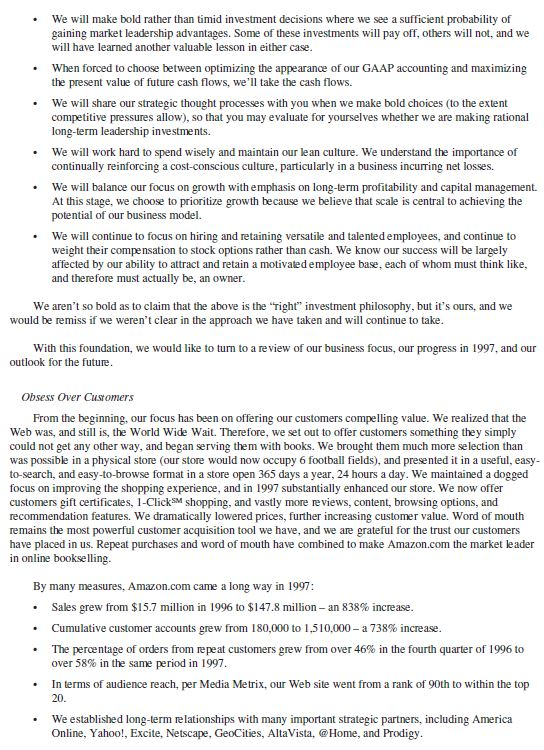 • We will make bold rather than timid investment decisions where we see a sufficient probability of
gaining market leadership advantages. Some of these investments will pay off, others will not, and we
will have learned another valuable lesson in either case.
• When forced to choose between optimizing the appearance of our GAAP accounting and maximizing
the present value of future cash flows, we’ll take the cash flows.
• We will share our strategic thought processes with you when we make bold choices (to the extent
competitive pressures allow), so that you may evaluate for yourselves whether we are making rational
long-term leadership investments.
• We will work hard to spend wisely and maintain our lean culture. We understand the importance of
continually reinforcing a cost-conscious culture, particularly in a business incurring net losses.
• We will balance our focus on growth with emphasis on long-term profitability and capital management.
At this stage, we choose to prioritize growth because we believe that scale is central to achieving the
potential of our business model.
• We will continue to focus on hiring and retaining versatile and talented employees, and continue to
weight their compensation to stock options rather than cash. We know our success will be largely
affected by our ability to attract and retain a motivated employee base, each of whom must think like,
and therefore must actually be, an owner.
We aren’t so bold as to claim that the above is the “right” investment philosophy, but it’s ours, and we
would be remiss if we weren’t clear in the approach we have taken and will continue to take.
With this foundation, we would like to turn to a review of our business focus, our progress in 1997, and our
outlook for the future.
Obsess Over Customers
From the beginning, our focus has been on offering our customers compelling value. We realized that the
Web was, and still is, the World Wide Wait. Therefore, we set out to offer customers something they simply
could not get any other way, and began serving them with books. We brought them much more selection than
was possible in a physical store (our store would now occupy 6 football fields), and presented it in a useful, easy-
to-search, and easy-to-browse format in a store open 365 days a year, 24 hours a day. We maintained a dogged
focus on improving the shopping experience, and in 1997 substantially enhanced our store. We now offer
customers gift certificates, 1-Click℠ shopping, and vastly more reviews, content, browsing options, and
recommendation features. We dramatically lowered prices, further increasing customer value. Word of mouth
remains the most powerful customer acquisition tool we have, and we are grateful for the trust our customers
have placed in us. Repeat purchases and word of mouth have combined to make Amazon.com the market leader
in online bookselling.
By many measures, Amazon.com came a long way in 1997:
• Sales grew from $15.7 million in 1996 to $147.8 million – an 838% increase.
• Cumulative customer accounts grew from 180,000 to 1,510,000 – a 738% increase.
• The percentage of orders from repeat customers grew from over 46% in the fourth quarter of 1996 to
over 58% in the same period in 1997.
• In terms of audience reach, per Media Metrix, our Web site went from a rank of 90th to within the top
20.
• We established long-term relationships with many important strategic partners, including America
Online, Yahoo!, Excite, Netscape, GeoCities, AltaVista, @Home, and Prodigy.